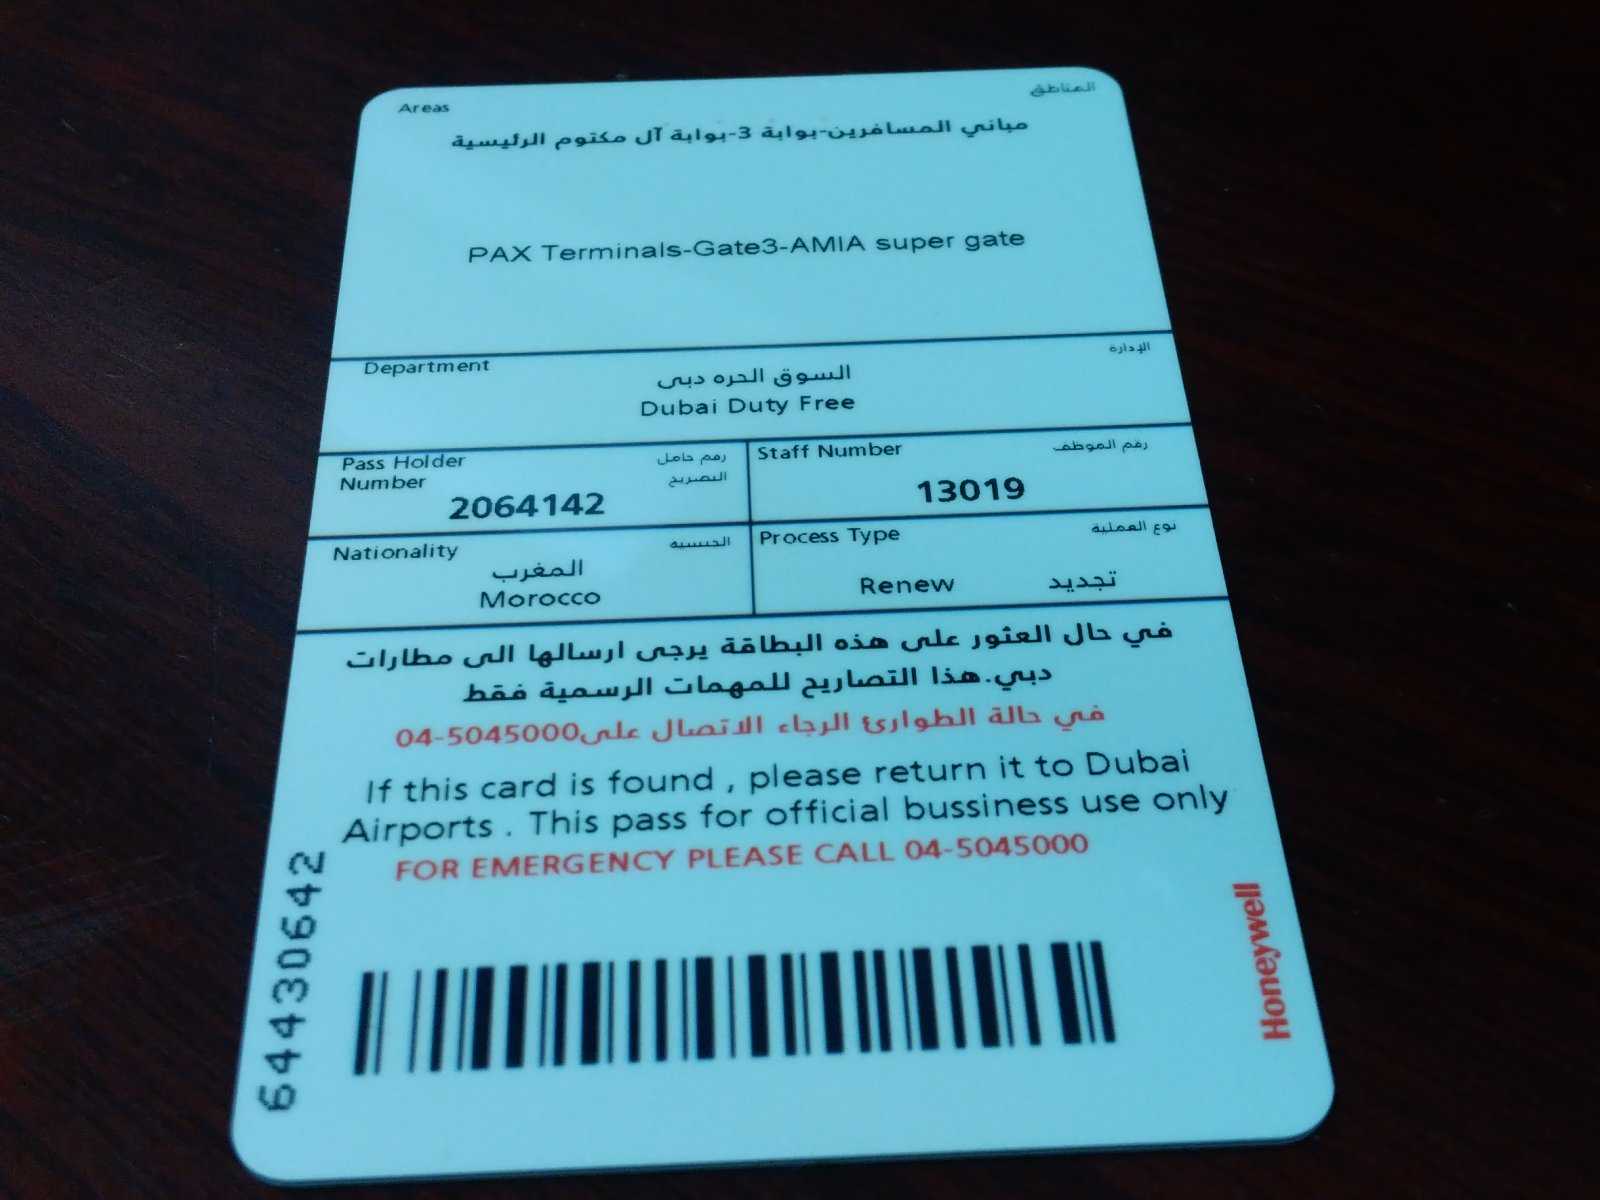 Areas المناطق
مباني المسافرين-بوابة 3-بوابة آل مكتوم الرئيسية
PAX Terminals-Gate3-AMIA super gate
Department الإدارة
السوق الحره دبى
Dubai Duty Free
Pass Holder Number رقم حامل التصريح
2064142
Staff Number رقم الموظف
13019
Nationality الجنسية
المغرب
Morocco
Process Type نوع العملية
Renew تجديد
في حال العثور على هذه البطاقة يرجى ارسالها الى مطارات
دبي.هذا التصاريح للمهمات الرسمية فقط
في حالة الطوارئ الرجاء الاتصال على04-5045000
If this card is found , please return it to Dubai
Airports . This pass for official bussiness use only
FOR EMERGENCY PLEASE CALL 04-5045000
64430642
Honeywell